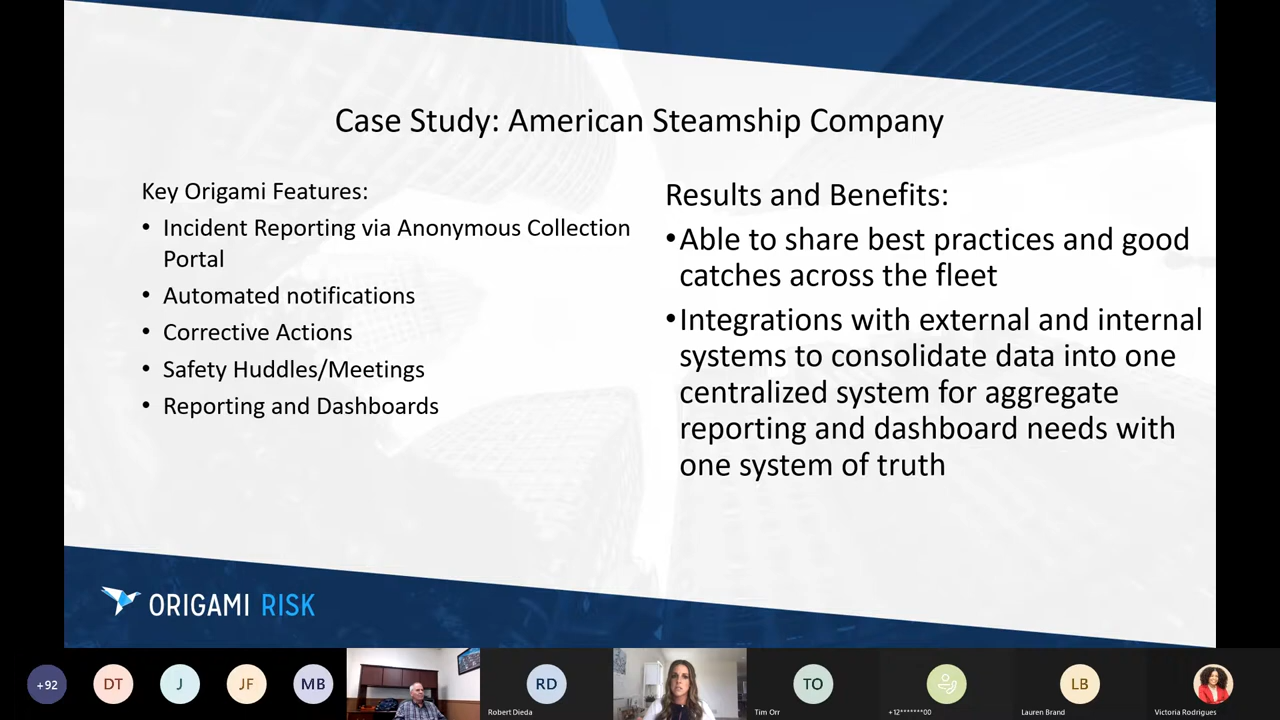 Case Study: American Steamship Company
Key Origami Features:
• Incident Reporting via Anonymous Collection
Portal
• Automated notifications
• Corrective Actions
• Safety Huddles/Meetings
• Reporting and Dashboards
Results and Benefits:
•Able to share best practices and good
catches across the fleet
•Integrations with external and internal
systems to consolidate data into one
centralized system for aggregate
reporting and dashboard needs with
one system of truth
ORIGAMI RISK
+92
DT
J
JF
MB
RD
Robert Dieda
TO
Tim Orr
+12*******00
LB
Lauren Brand
Victoria Rodrigues